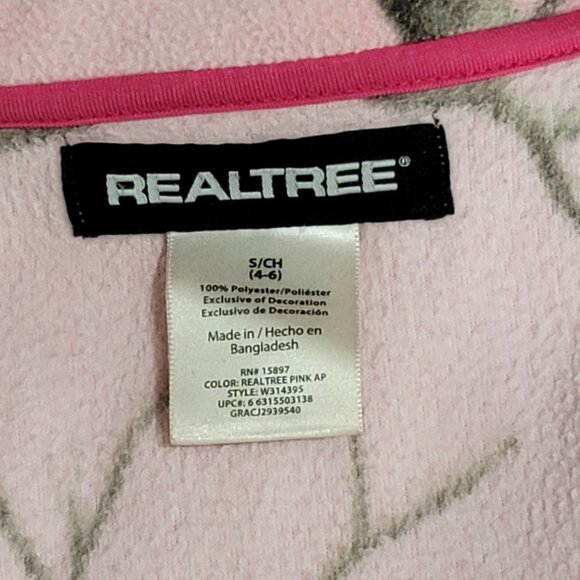 REALTREE®
S/CH
(4-6)
100% Polyester/Poliéster
Exclusive of Decoration
Exclusivo de Decoración
Made in / Hecho en
Bangladesh
RN# 15897
COLOR: REALTREE PINK AP
STYLE: W314395
UPC#: 6 6315503138
GRACJ2939540